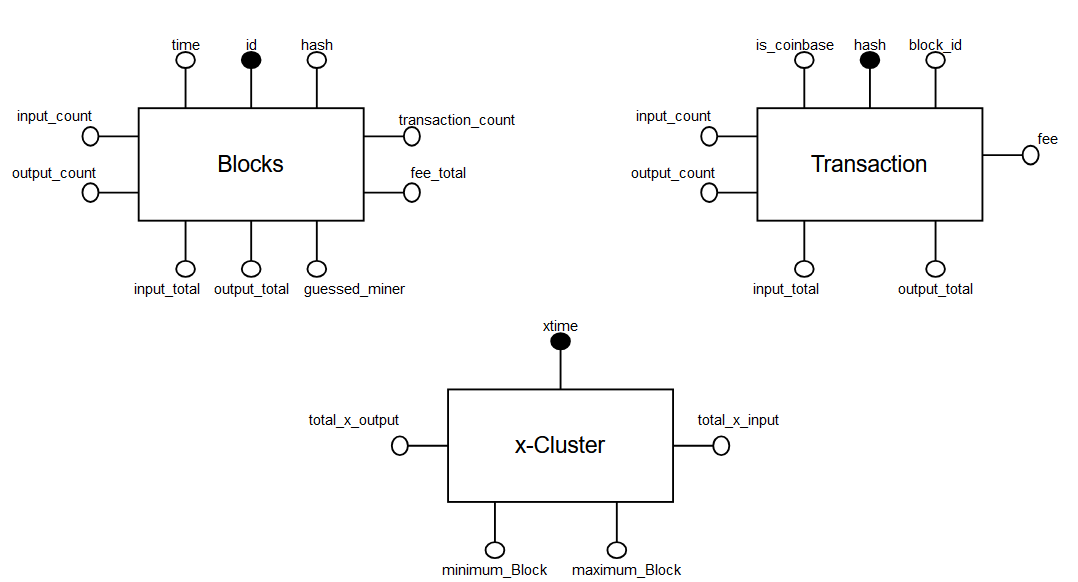 time
id
hash
input_count
transaction_count
output_count
Blocks
fee_total
input_total
output_total
guessed_miner
is_coinbase
hash
block_id
input_count
fee
output_count
Transaction
input_total
output_total
xtime
total_x_output
total_x_input
x-Cluster
minimum_Block
maximum_Block